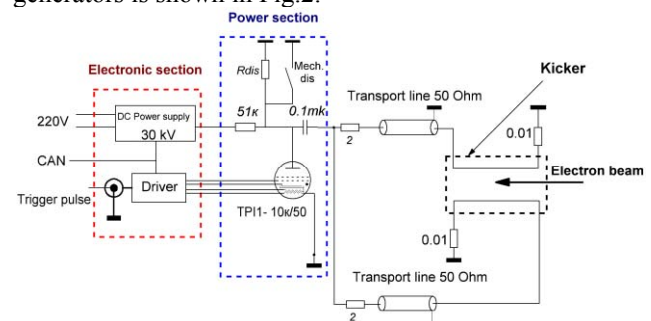 generators is shown in Fig.2.
Power section
Electronic section
Rdis
Mech.
dis
Kicker
51к
0.1mk
Transport line 50 Ohm
DC Power supply
220V
30 kV
2
0.01
CAN
Electron beam
Driver
Trigger pulse
TPI1- 10к/50
0.01
Transport line 50 Ohm
2